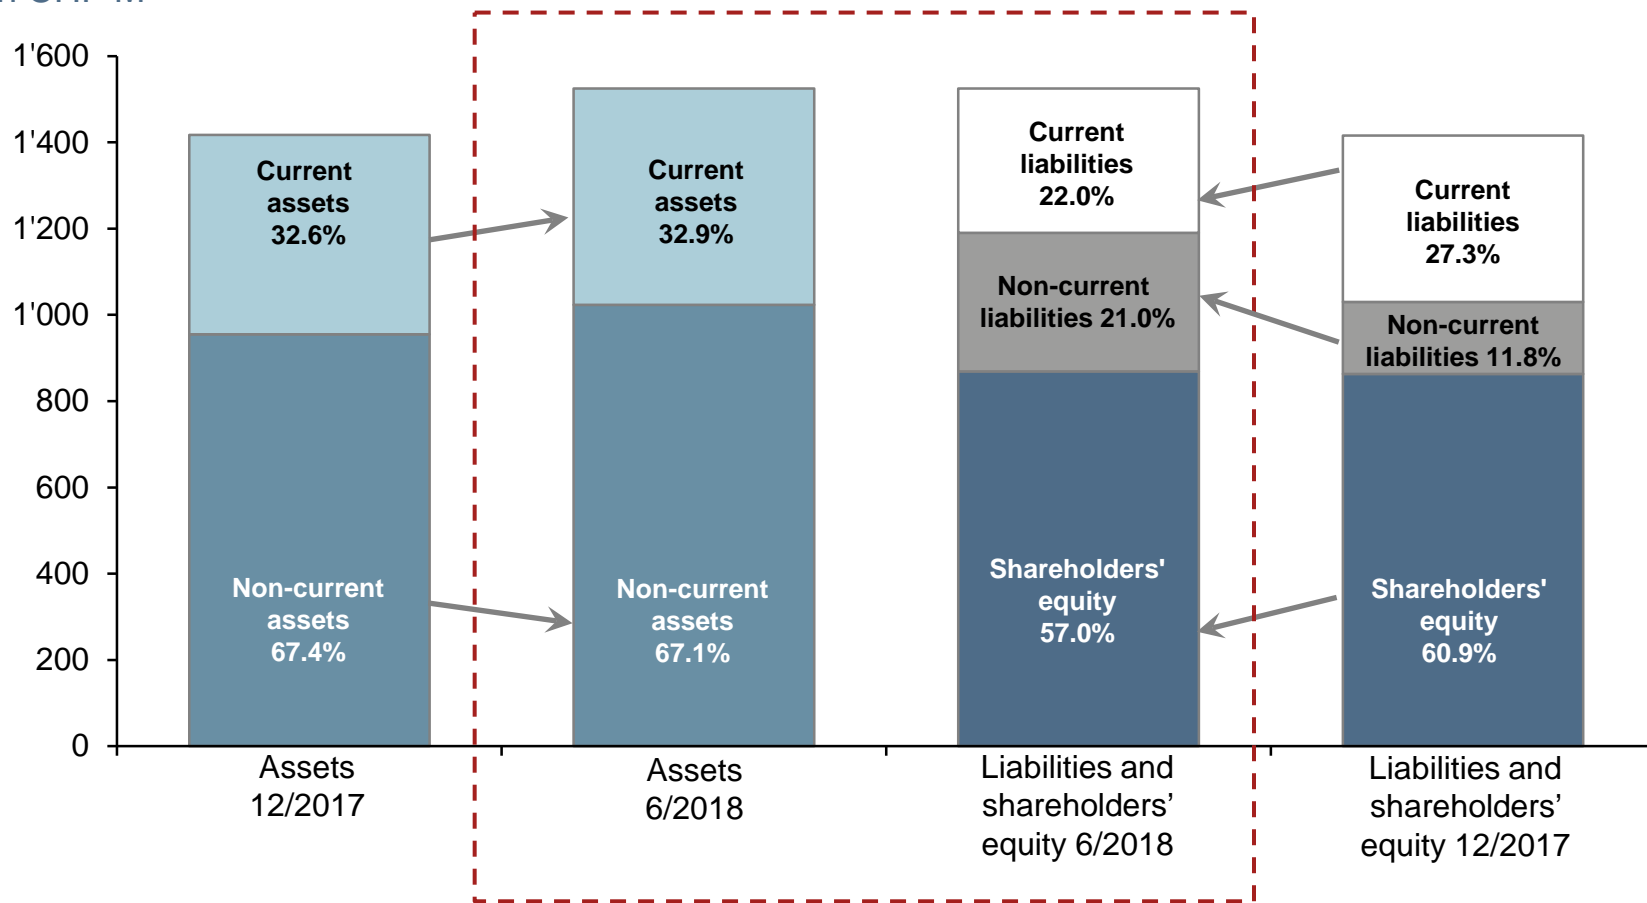 1'600
1'400
1'200
1'000
800
600
400
200
0
Current
assets
32.6%
Non-current
assets
67.4%
Current
assets
32.9%
Non-current
assets
67.1%
Current
liabilities
22.0%
Non-current
liabilities 21.0%
Shareholders'
equity
57.0%
Current
liabilities
27.3%
Non-current
liabilities 11.8%
Shareholders'
equity
60.9%
Assets
12/2017
Assets
6/2018
Liabilities and
shareholders’
equity 6/2018
Liabilities and
shareholders’
equity 12/2017